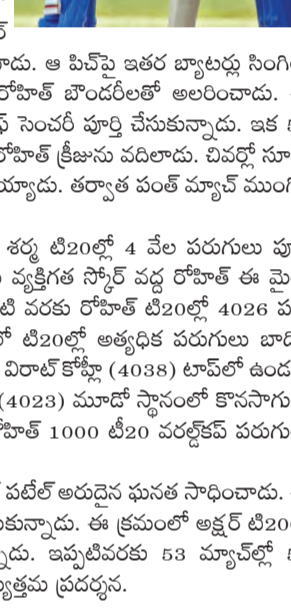 ర్
ాడు. ఆ పిచ్‌పై ఇతర బ్యాటర్లు సింగి
రోహిత్ బౌండరీలతో అలరించాడు.
ఫ్ సెంచరీ పూర్తి చేసుకున్నాడు. ఇక
రోహిత్ క్రీజును వదిలాడు. చివర్లో సూ
య్యాడు. తర్వాత పంత్ మ్యాచ్ ముంగి
శర్మ టి20ల్లో 4 వేల పరుగులు పూ
వ్యక్తిగత స్కోర్ వద్ద రోహిత్ ఈ మై
టి వరకు రోహిత్ టి20ల్లో 4026 ప
లో టి20ల్లో అత్యధిక పరుగులు బాది
విరాట్ కోహ్లీ (4038) టాప్‌లో ఉండ
(4023) మూడో స్థానంలో కొనసాగు
హిత్ 1000 టీ20 వరల్డ్‌కప్ పరుగు
పటేల్ అరుదైన ఘనత సాధించాడు.
కున్నాడు. ఈ క్రమంలో అక్షర్ టి20
న్నాడు. ఇప్పటివరకు 53 మ్యాచ్‌ల్లో
్యుత్తమ ప్రదర్శన.